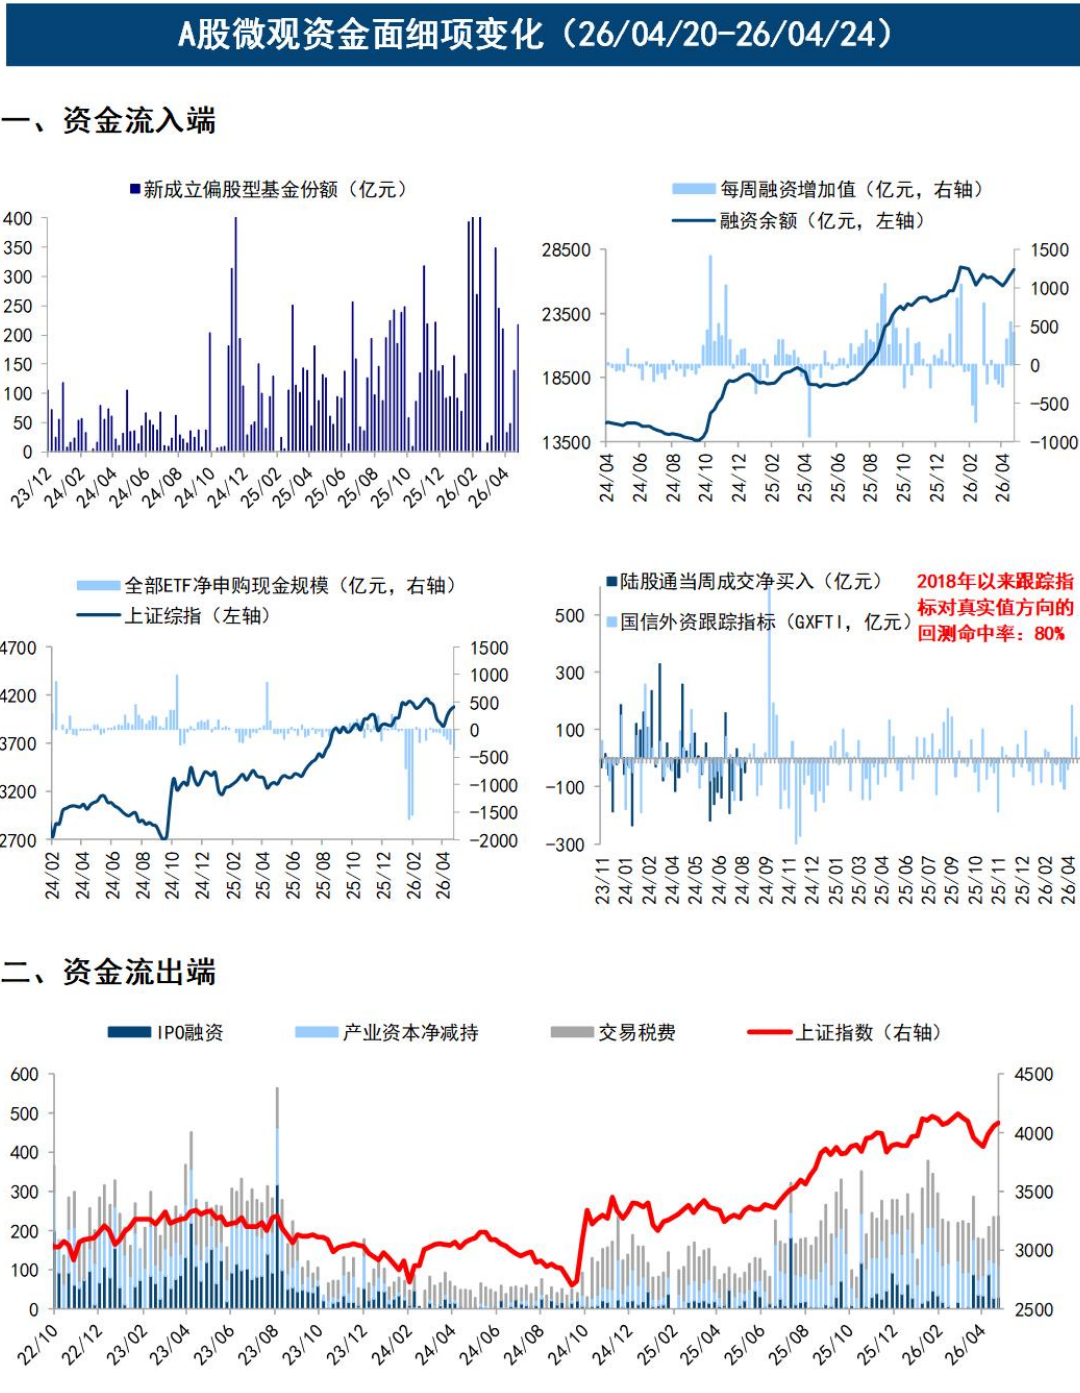 A股微观资金面细项变化（26/04/20-26/04/24）
一、资金流入端
新成立偏股型基金份额（亿元）
400
350
300
250
200
150
100
50
0
23/12 24/02 24/04 24/06 24/08 24/10 24/12 25/02 25/04 25/06 25/08 25/10 25/12 26/02 26/04
每周融资增加值（亿元，右轴）
融资余额（亿元，左轴）
28500 1500
1000
23500 500
0
18500 -500
13500 -1000
24/04 24/06 24/08 24/10 24/12 25/02 25/04 25/06 25/08 25/10 25/12 26/02 26/04
全部ETF净申购现金规模（亿元，右轴）
上证综指（左轴）
4700 1500
1000
4200 500
3700 0
-500
3200 -1000
-1500
2700 -2000
24/02 24/04 24/06 24/08 24/10 24/12 25/02 25/04 25/06 25/08 25/10 25/12 26/02 26/04
陆股通当周成交净买入（亿元）
国信外资跟踪指标（GXFTI，亿元）
2018年以来跟踪指
标对真实值方向的
回测命中率：80%
500
300
100
-100
-300
23/11 24/01 24/02 24/04 24/05 24/06 24/08 24/09 24/11 24/12 25/01 25/03 25/04 25/06 25/07 25/09 25/10 25/11 25/12 26/02 26/04
二、资金流出端
IPO融资 产业资本净减持 交易税费 上证指数（右轴）
600 4500
500
400 4000
300 3500
200 3000
100
0 2500
22/10 22/12 23/02 23/04 23/06 23/08 23/10 23/12 24/02 24/04 24/06 24/08 24/10 24/12 25/02 25/04 25/06 25/08 25/10 25/12 26/02 26/04